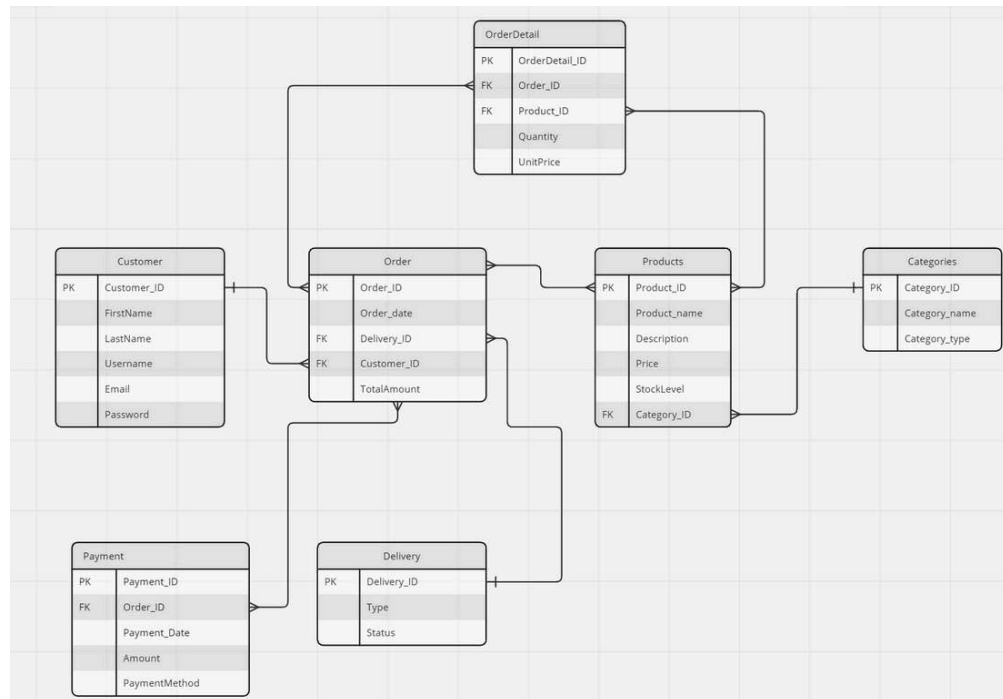 OrderDetail
PK OrderDetail_ID
FK Order_ID
FK Product_ID
Quantity
UnitPrice
Customer
PK Customer_ID
FirstName
LastName
Username
Email
Password
Order
PK Order_ID
Order_date
FK Delivery_ID
FK Customer_ID
TotalAmount
Products
PK Product_ID
Product_name
Description
Price
StockLevel
FK Category_ID
Categories
PK Category_ID
Category_name
Category_type
Payment
PK Payment_ID
FK Order_ID
Payment_Date
Amount
PaymentMethod
Delivery
PK Delivery_ID
Type
Status